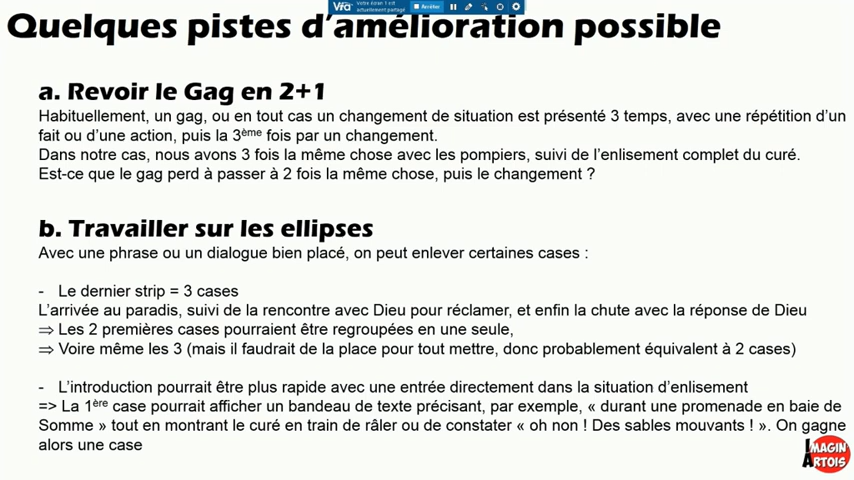 Votre écran 1 est
actuellement partagé
Vfa
Arrêter
Quelques pistes d'amélioration possible
a. Revoir le Gag en 2+1
Habituellement, un gag, ou en tout cas un changement de situation est présenté 3 temps, avec une répétition d'un
fait ou d'une action, puis la 3ème fois par un changement.
Dans notre cas, nous avons 3 fois la même chose avec les pompiers, suivi de l'enlisement complet du curé.
Est-ce que le gag perd à passer à 2 fois la même chose, puis le changement ?
b. Travailler sur les ellipses
Avec une phrase ou un dialogue bien placé, on peut enlever certaines cases :
- Le dernier strip = 3 cases
L'arrivée au paradis, suivi de la rencontre avec Dieu pour réclamer, et enfin la chute avec la réponse de Dieu
⇒ Les 2 premières cases pourraient être regroupées en une seule,
⇒ Voire même les 3 (mais il faudrait de la place pour tout mettre, donc probablement équivalent à 2 cases)
- L'introduction pourrait être plus rapide avec une entrée directement dans la situation d'enlisement
=> La 1ère case pourrait afficher un bandeau de texte précisant, par exemple, « durant une promenade en baie de
Somme » tout en montrant le curé en train de râler ou de constater « oh non ! Des sables mouvants ! ». On gagne
alors une case
IMAGIN
ARTOIS